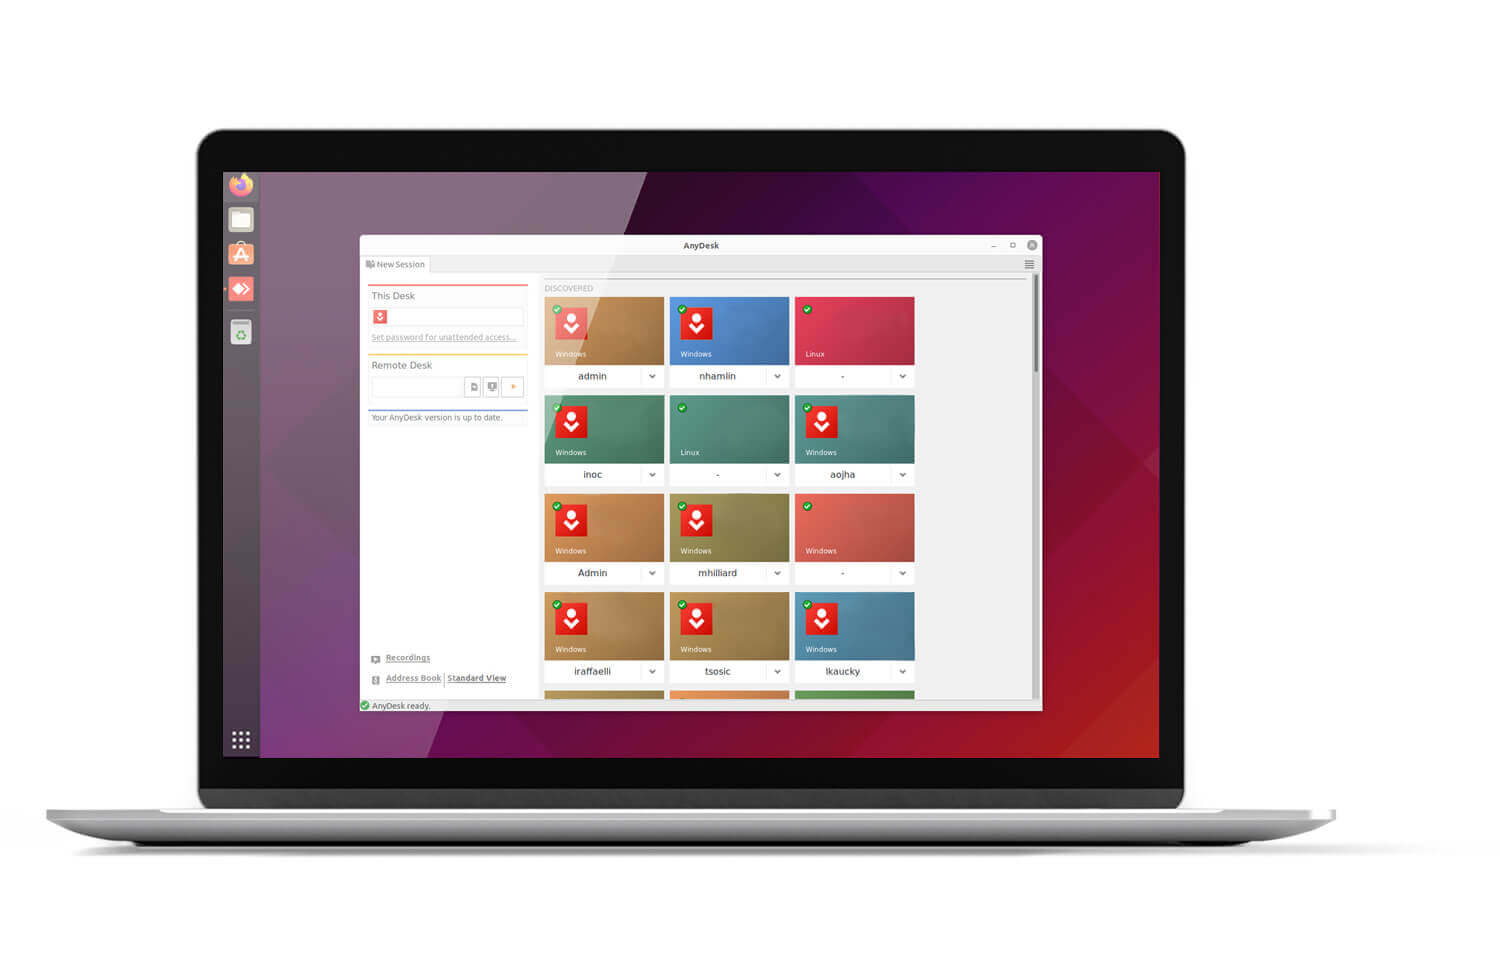 AnyDesk
New Session
This Desk
Set password for unattended access...
Remote Desk
Your AnyDesk version is up to date.
Recordings
Address Book
Standard View
AnyDesk ready.
DISCOVERED
Windows
Windows
Linux
admin
nhamlin
-
Windows
Linux
Windows
inoc
-
aojha
Windows
Windows
Windows
Admin
mhilliard
-
Windows
Windows
Windows
iraffaelli
tsosic
lkaucky